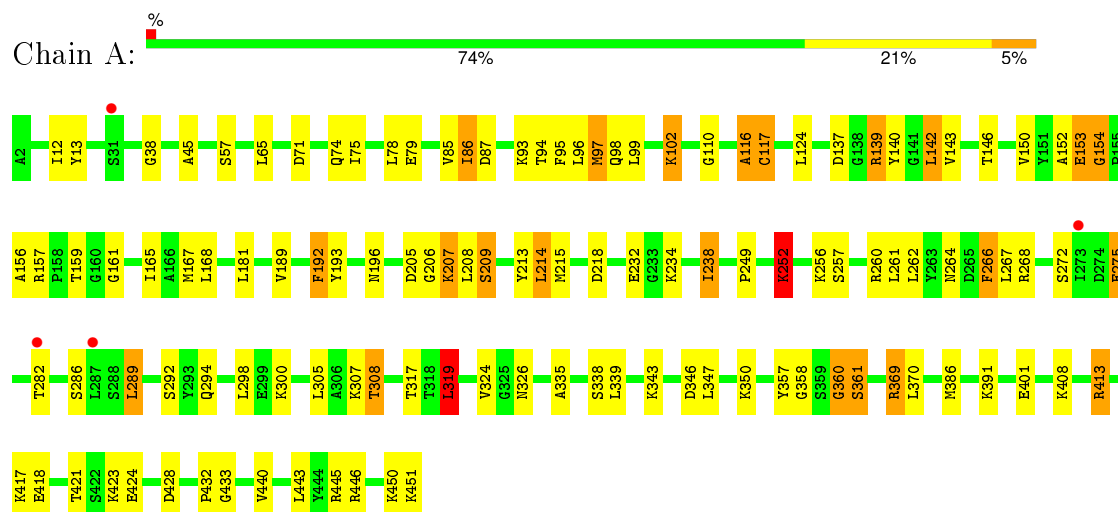 %
Chain A:
74% 21% 5%
A2 I12 Y13 S31 G38 A45 S57 L65 D71 Q74 I75 L78 E79 V85 I86 D87 K93 T94 F95 L96 M97 Q98 L99 K102 G110 A116 C117 L124 D137 G138 R139 Y140 G141 L142 V143 T146 V150 Y151 A152 E153 G154 R155
A156 R157 P158 T159 G160 G161 I165 A166 M167 L168 L181 V189 F192 Y193 N196 D205 G206 K207 L208 S209 Y213 L214 M215 D218 E232 G233 K234 I238 P249 K252 K256 S257 R260 L261 L262 Y263 N264 D265 F266 L267 R268 S272 I273 D274
T282 S286 L287 S288 L289 S292 Y293 Q294 L298 E299 K300 L305 A306 K307 T308 T317 T318 L319 V324 G325 N326 A335 S338 L339 K343 D346 L347 K350 Y357 G358 S359 G360 S361 R369 L370 M386 K391 E401 K408 R413
K417 E418 T421 S422 K423 E424 D428 P432 G433 V440 L443 Y444 R445 R446 K450 K451